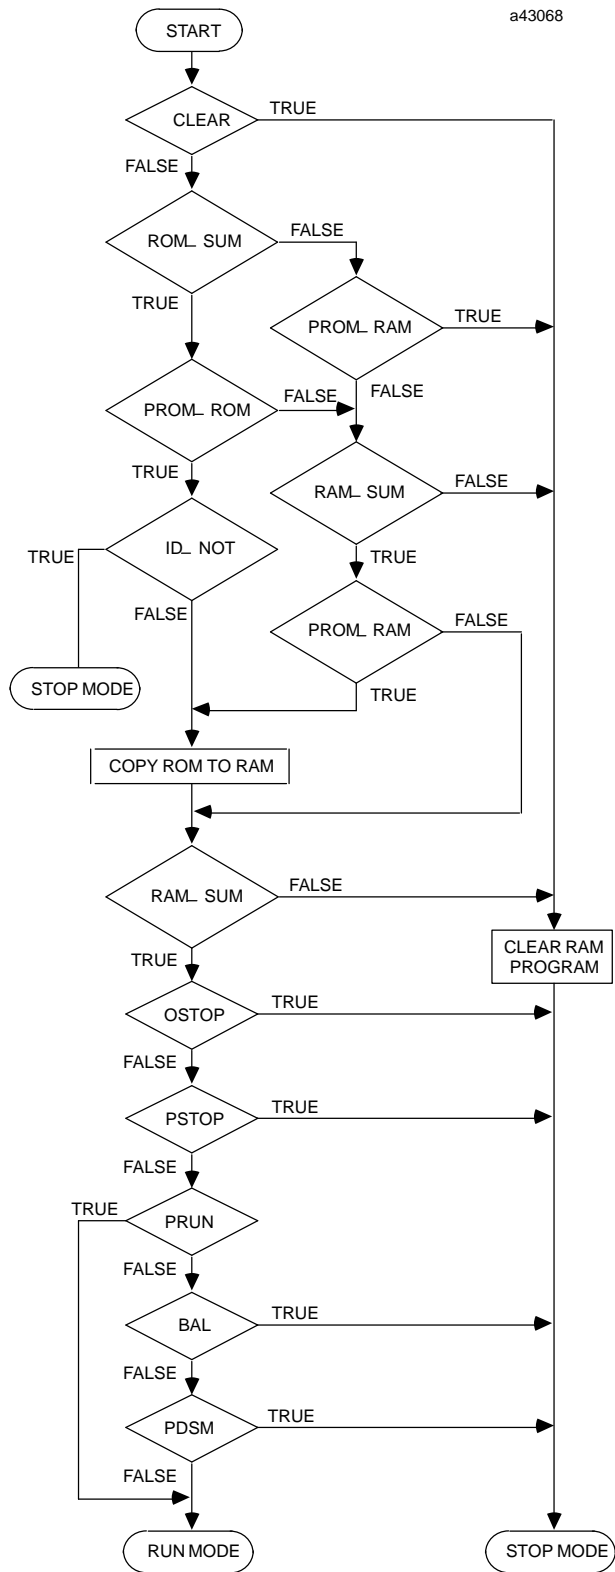 a43068
START
CLEAR
TRUE
FALSE
ROM_ SUM
FALSE
TRUE
PROM_ RAM
TRUE
FALSE
PROM_ ROM
FALSE
TRUE
RAM_ SUM
FALSE
TRUE
ID_ NOT
TRUE
FALSE
PROM_ RAM
FALSE
TRUE
STOP MODE
COPY ROM TO RAM
RAM_ SUM
FALSE
TRUE
CLEAR RAM
PROGRAM
OSTOP
TRUE
FALSE
PSTOP
TRUE
FALSE
PRUN
TRUE
FALSE
BAL
TRUE
FALSE
PDSM
TRUE
FALSE
RUN MODE
STOP MODE